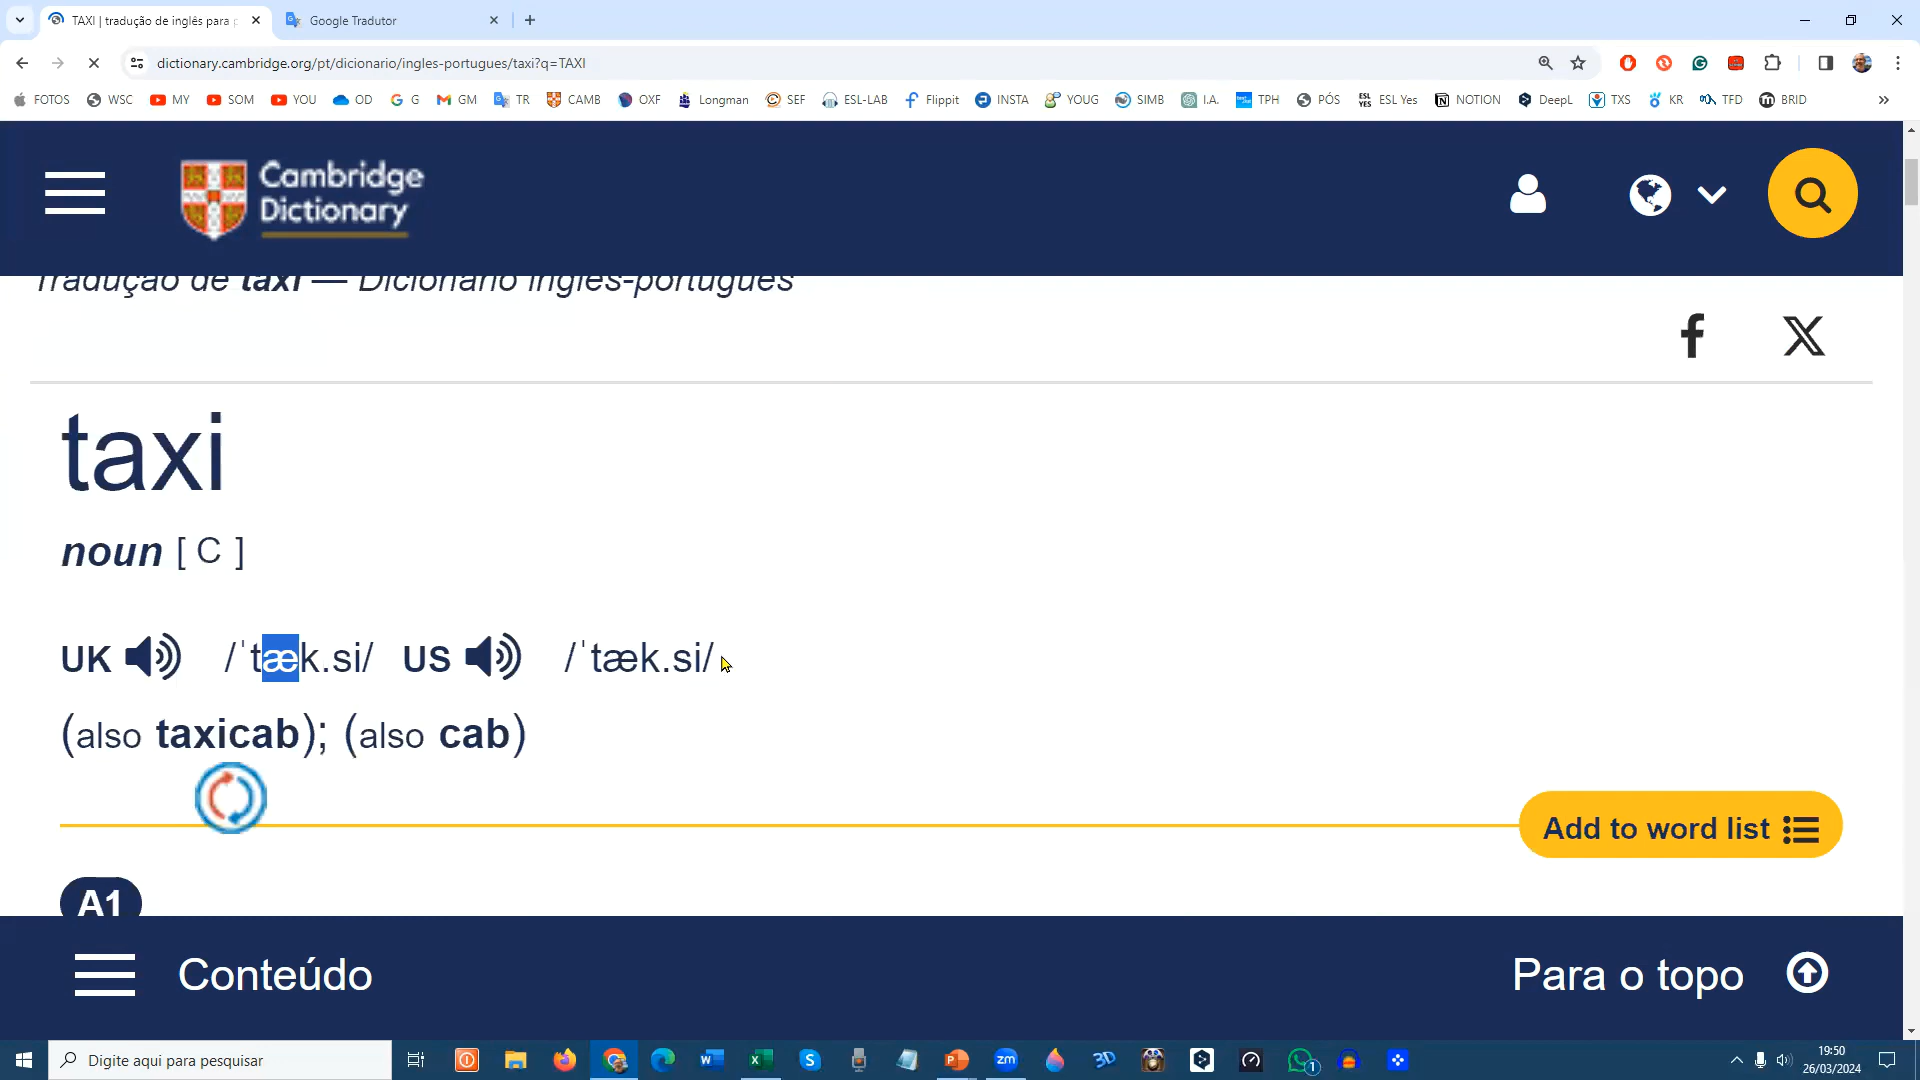 TAXI | tradução de inglês para p
Google Tradutor
dictionary.cambridge.org/pt/dicionario/ingles-portugues/taxi?q=TAXI
FOTOS WSC MY SOM YOU OD G GM TR CAMB OXF Longman SEF ESL-LAB Flippit INSTA YOUG SIMB I.A. TPH PÓS ESL Yes NOTION DeepL TXS KR TFD BRID
Cambridge
Dictionary
Tradução de taxi — Dicionário inglês-português
taxi
noun [ C ]
UK /ˈtæk.si/ US /ˈtæk.si/
(also taxicab); (also cab)
Add to word list
A1
Conteúdo
Para o topo
Digite aqui para pesquisar
19:50
26/03/2024